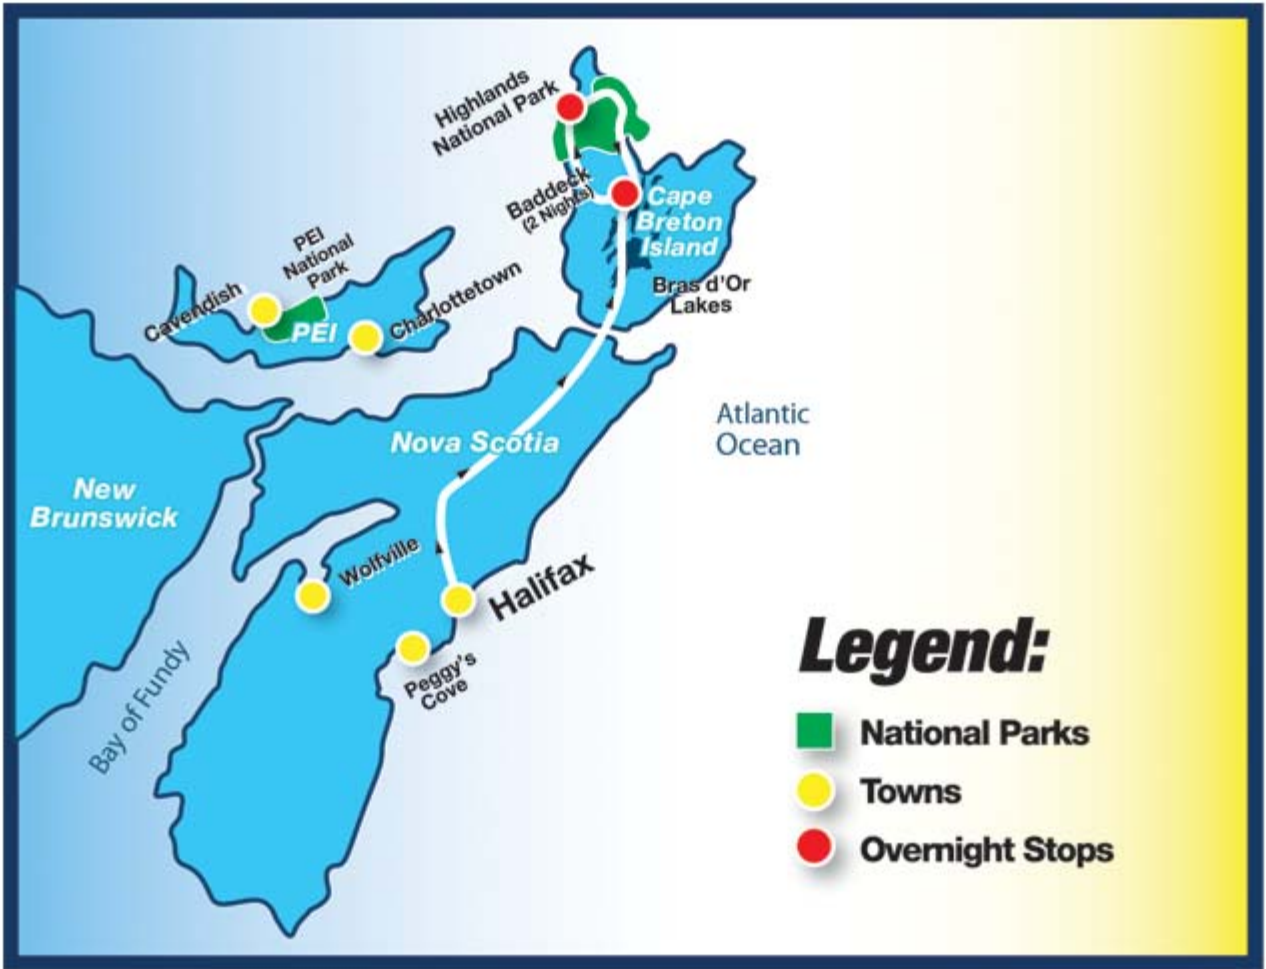 Highlands
National Park
Baddeck
(2 Nights)
Cape
Breton
Island
Bras d'Or
Lakes
PEI
National
Park
Cavendish
PEI
Charlottetown
Nova Scotia
Atlantic
Ocean
New
Brunswick
Wolfville
Halifax
Peggy's
Cove
Bay of Fundy
Legend:
National Parks
Towns
Overnight Stops